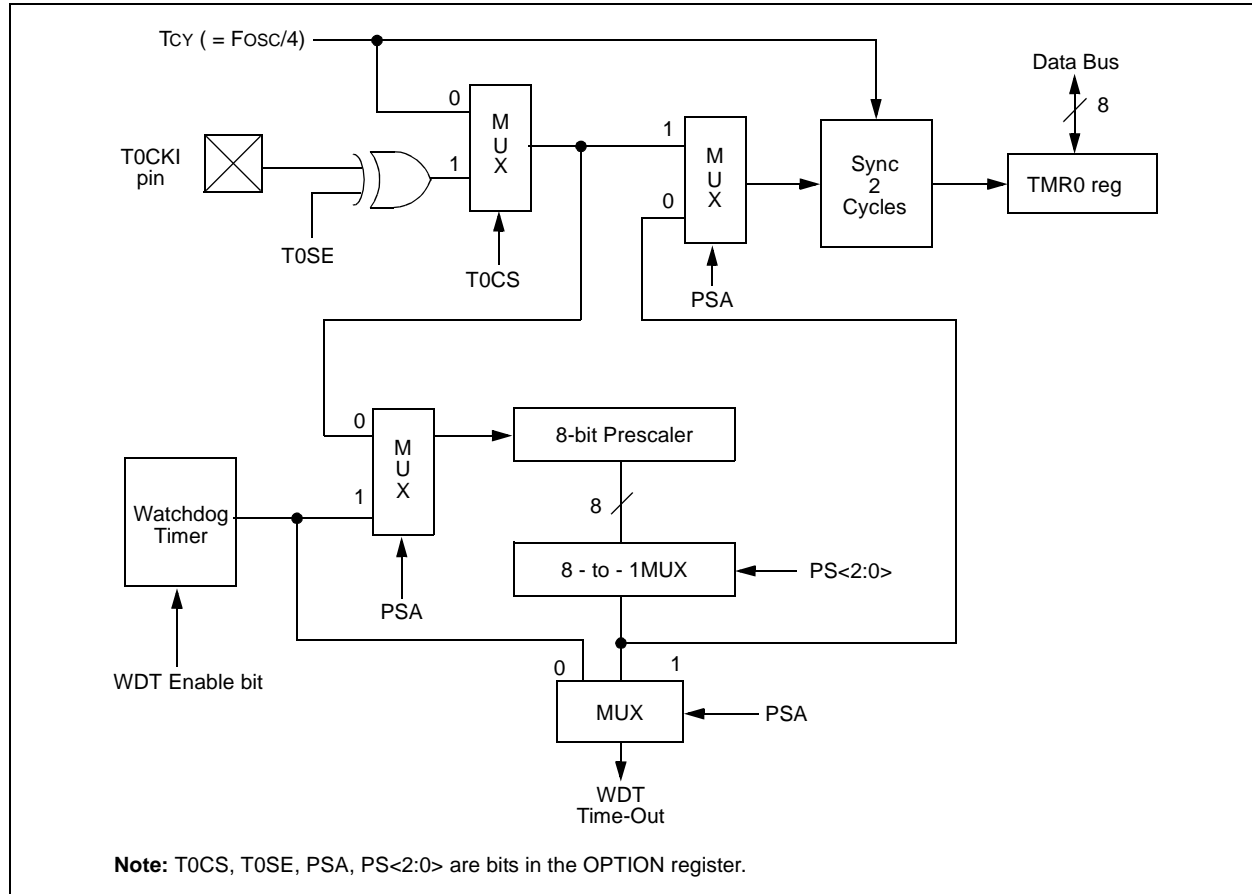 TCY ( = FOSC/4)
Data Bus
8
0
M
U
X
1
T0CKI
pin
T0SE
T0CS
1
M
U
X
0
PSA
Sync
2
Cycles
TMR0 reg
0
M
U
X
1
8-bit Prescaler
Watchdog
Timer
8
8 - to - 1MUX
PS<2:0>
PSA
WDT Enable bit
0
1
MUX
PSA
WDT
Time-Out
Note: T0CS, T0SE, PSA, PS<2:0> are bits in the OPTION register.